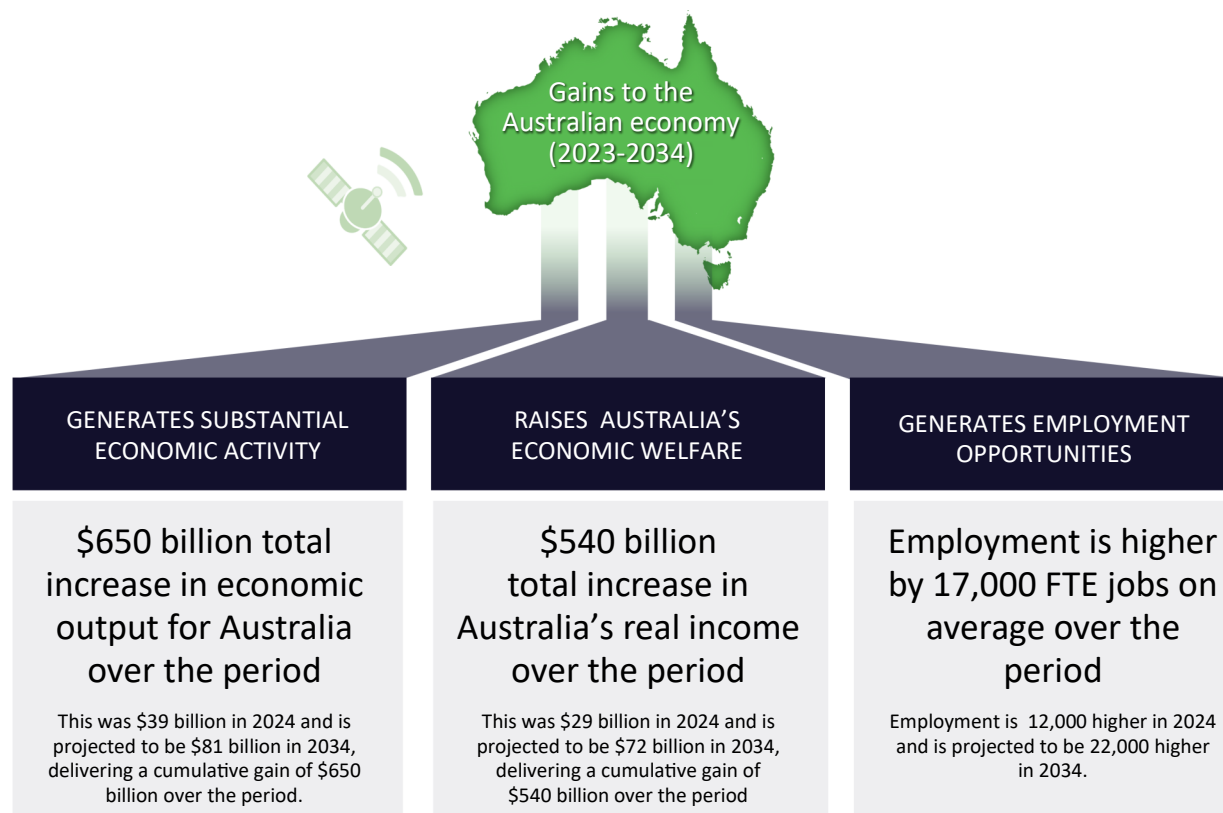 Gains to the
Australian economy
(2023-2034)
GENERATES SUBSTANTIAL
ECONOMIC ACTIVITY
$650 billion total
increase in economic
output for Australia
over the period
This was $39 billion in 2024 and is
projected to be $81 billion in 2034,
delivering a cumulative gain of $650
billion over the period.
RAISES  AUSTRALIA’S
ECONOMIC WELFARE
$540 billion
total increase in
Australia’s real income
over the period
This was $29 billion in 2024 and is
projected to be $72 billion in 2034,
delivering a cumulative gain of
$540 billion over the period
GENERATES EMPLOYMENT
OPPORTUNITIES
Employment is higher
by 17,000 FTE jobs on
average over the
period
Employment is  12,000 higher in 2024
and is projected to be 22,000 higher
in 2034.